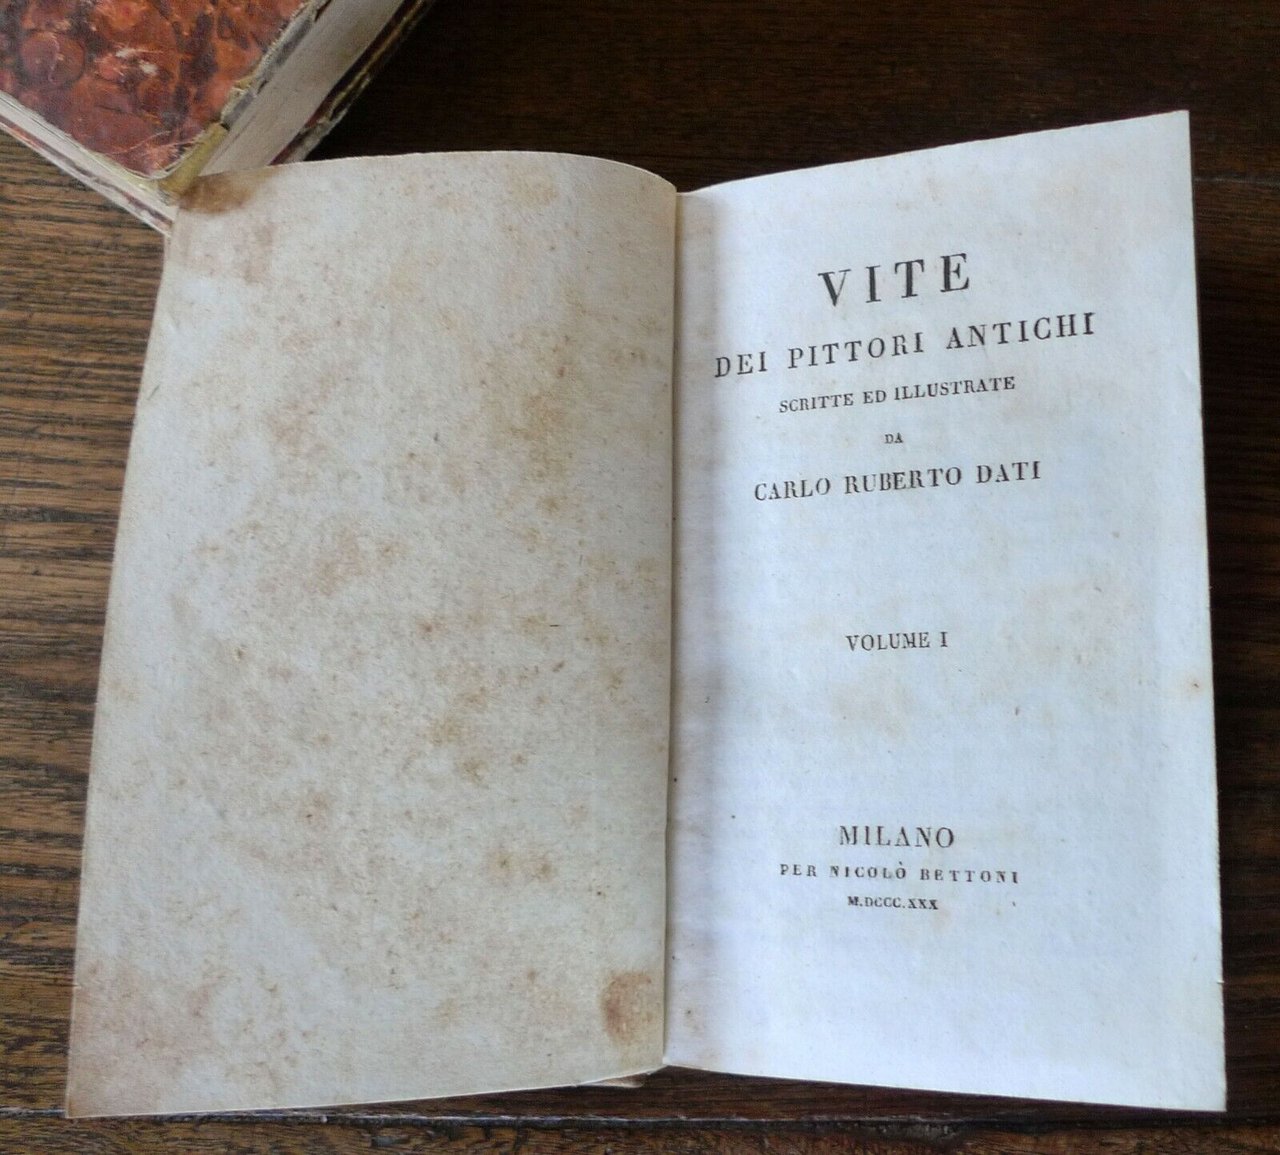 VITE
DEI PITTORI ANTICHI
SCRITTE ED ILLUSTRATE
DA
CARLO RUBERTO DATI
VOLUME I
MILANO
PER NICOLÒ BETTONI
M.DCCC.XXX